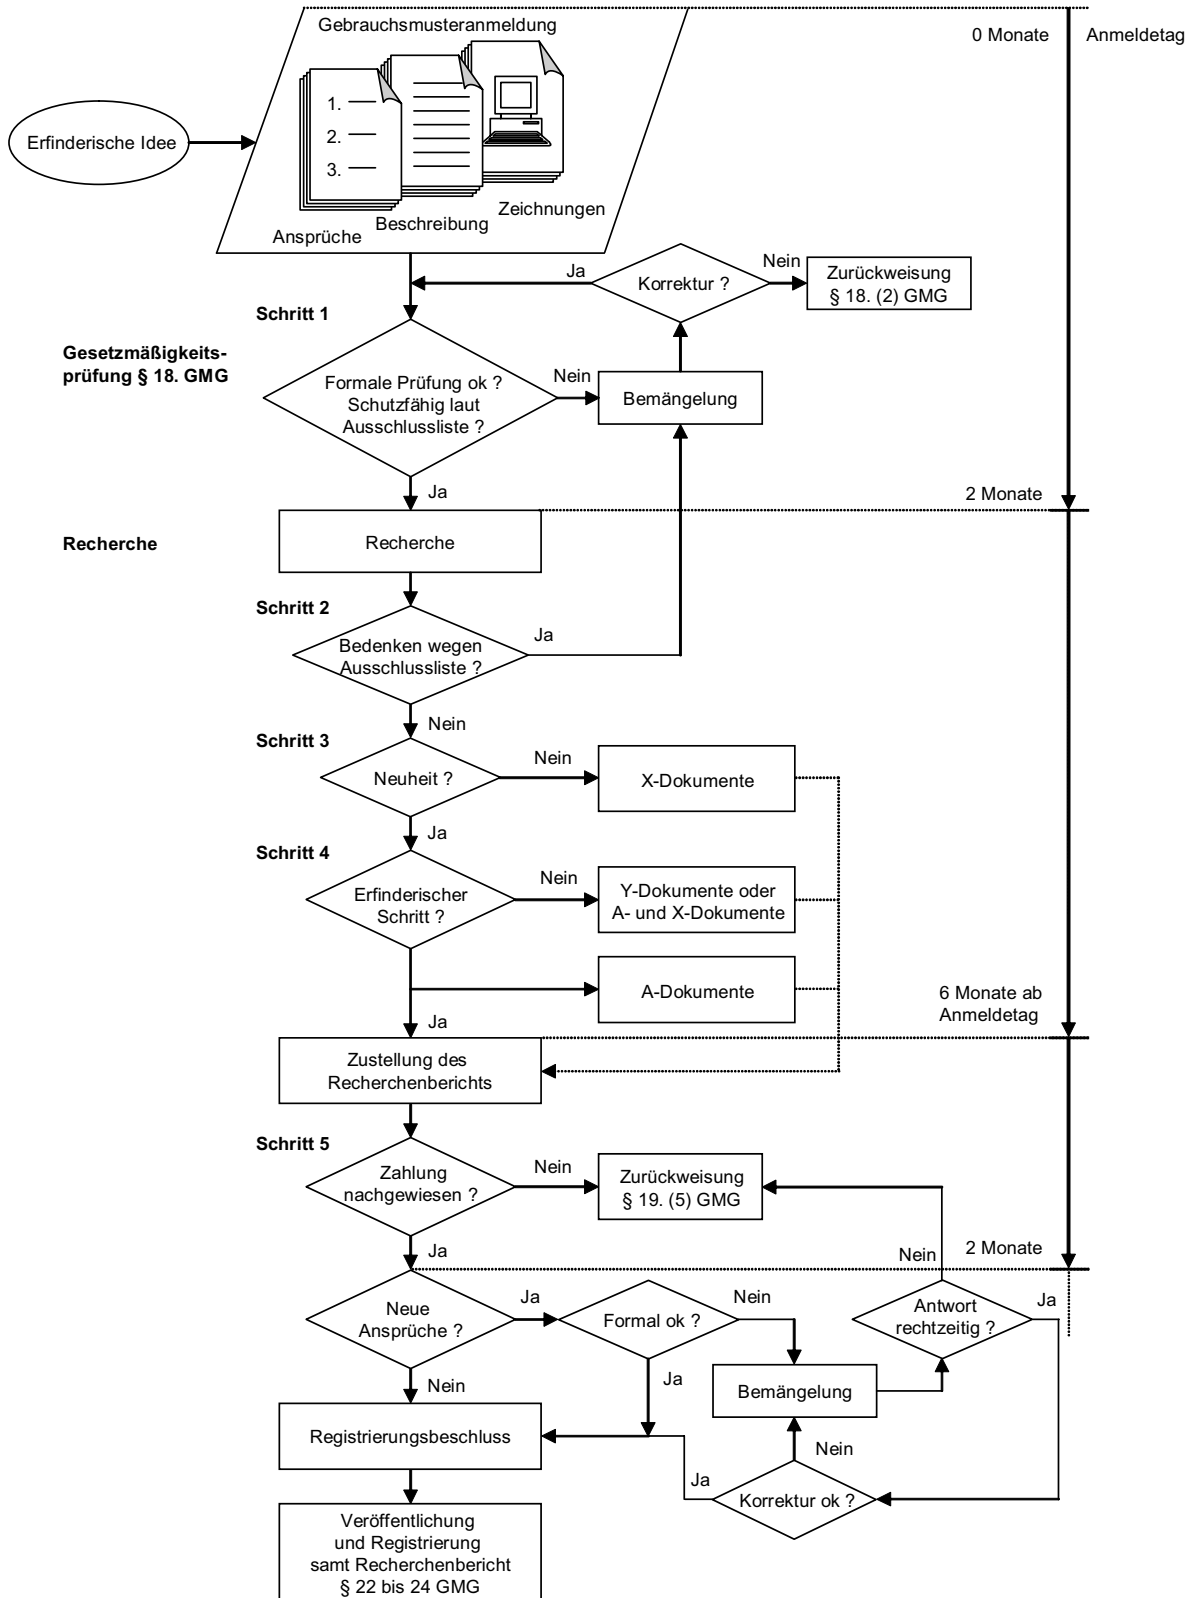 Gebrauchsmusteranmeldung
0 Monate
Anmeldetag
1.
2.
3.
Erfinderische Idee
Zeichnungen
Beschreibung
Ansprüche
Ja
Korrektur ?
Nein
Zurückweisung
§ 18. (2) GMG
Schritt 1
Gesetzmäßigkeits-
prüfung § 18. GMG
Formale Prüfung ok ?
Schutzfähig laut
Ausschlussliste ?
Nein
Bemängelung
Ja
2 Monate
Recherche
Recherche
Schritt 2
Bedenken wegen
Ausschlussliste ?
Ja
Nein
Schritt 3
Neuheit ?
Nein
X-Dokumente
Ja
Schritt 4
Erfinderischer
Schritt ?
Nein
Y-Dokumente oder
A- und X-Dokumente
A-Dokumente
6 Monate ab
Anmeldetag
Ja
Zustellung des
Recherchenberichts
Schritt 5
Zahlung
nachgewiesen ?
Nein
Zurückweisung
§ 19. (5) GMG
Ja
Nein
2 Monate
Neue
Ansprüche ?
Ja
Formal ok ?
Nein
Antwort
rechtzeitig ?
Ja
Nein
Ja
Bemängelung
Registrierungsbeschluss
Nein
Ja
Korrektur ok ?
Veröffentlichung
und Registrierung
samt Recherchenbericht
§ 22 bis 24 GMG